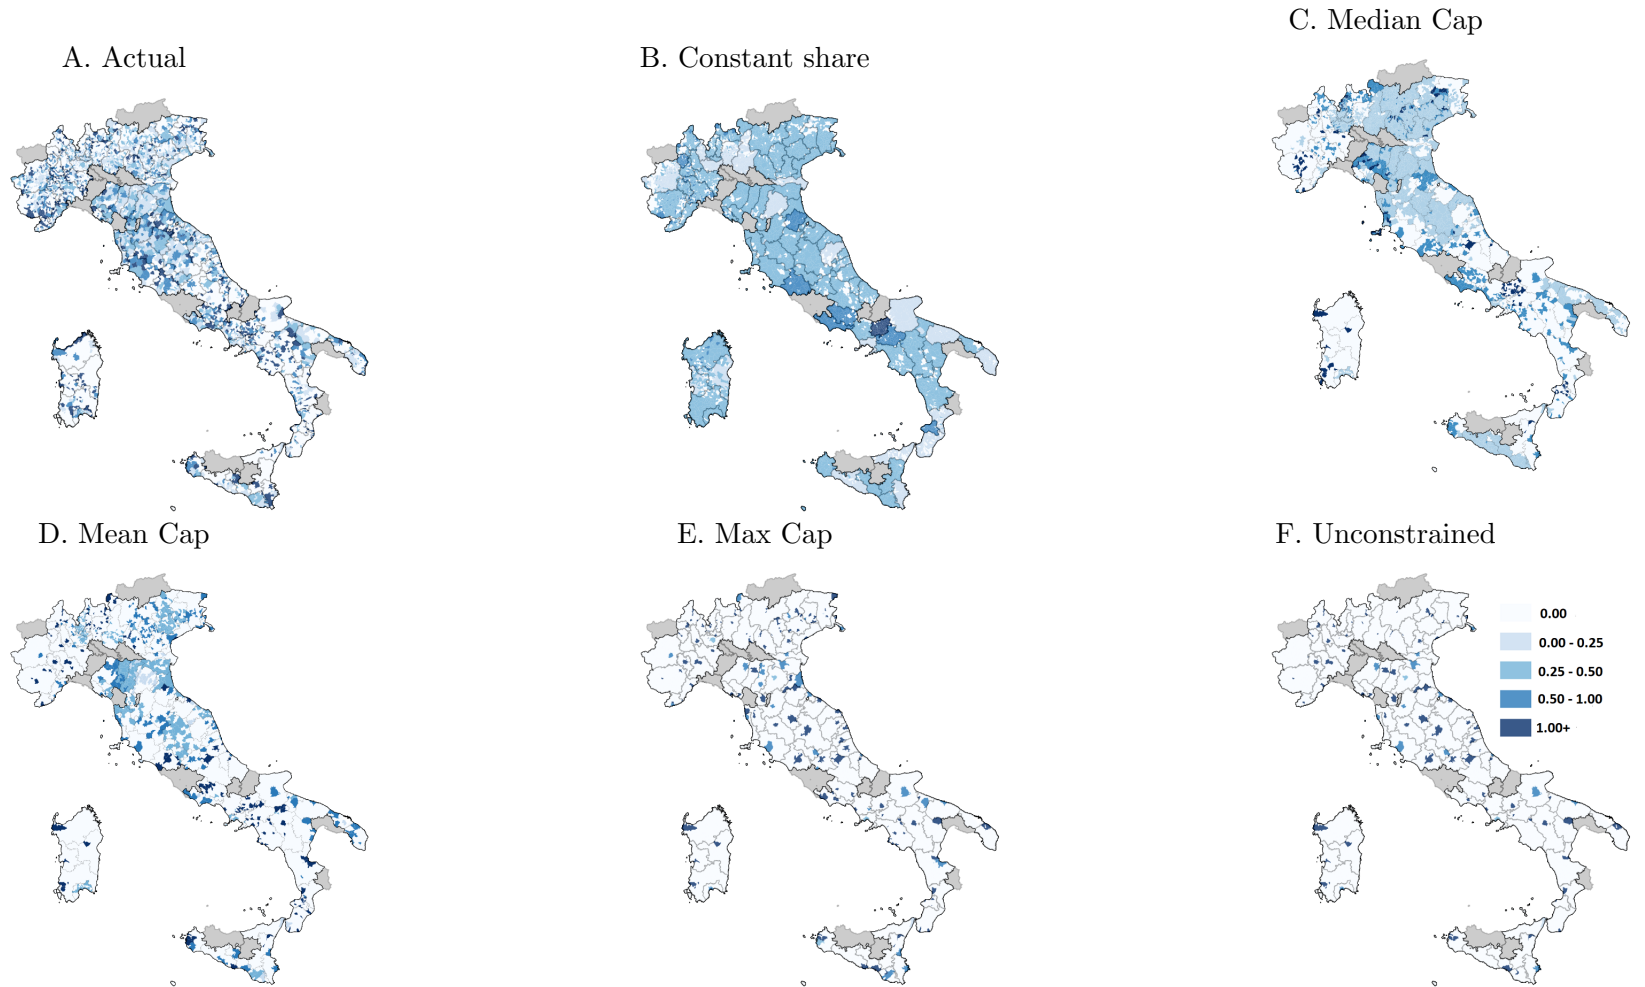 C. Median Cap
A. Actual
B. Constant share
D. Mean Cap
E. Max Cap
F. Unconstrained
0.00
0.00 - 0.25
0.25 - 0.50
0.50 - 1.00
1.00+